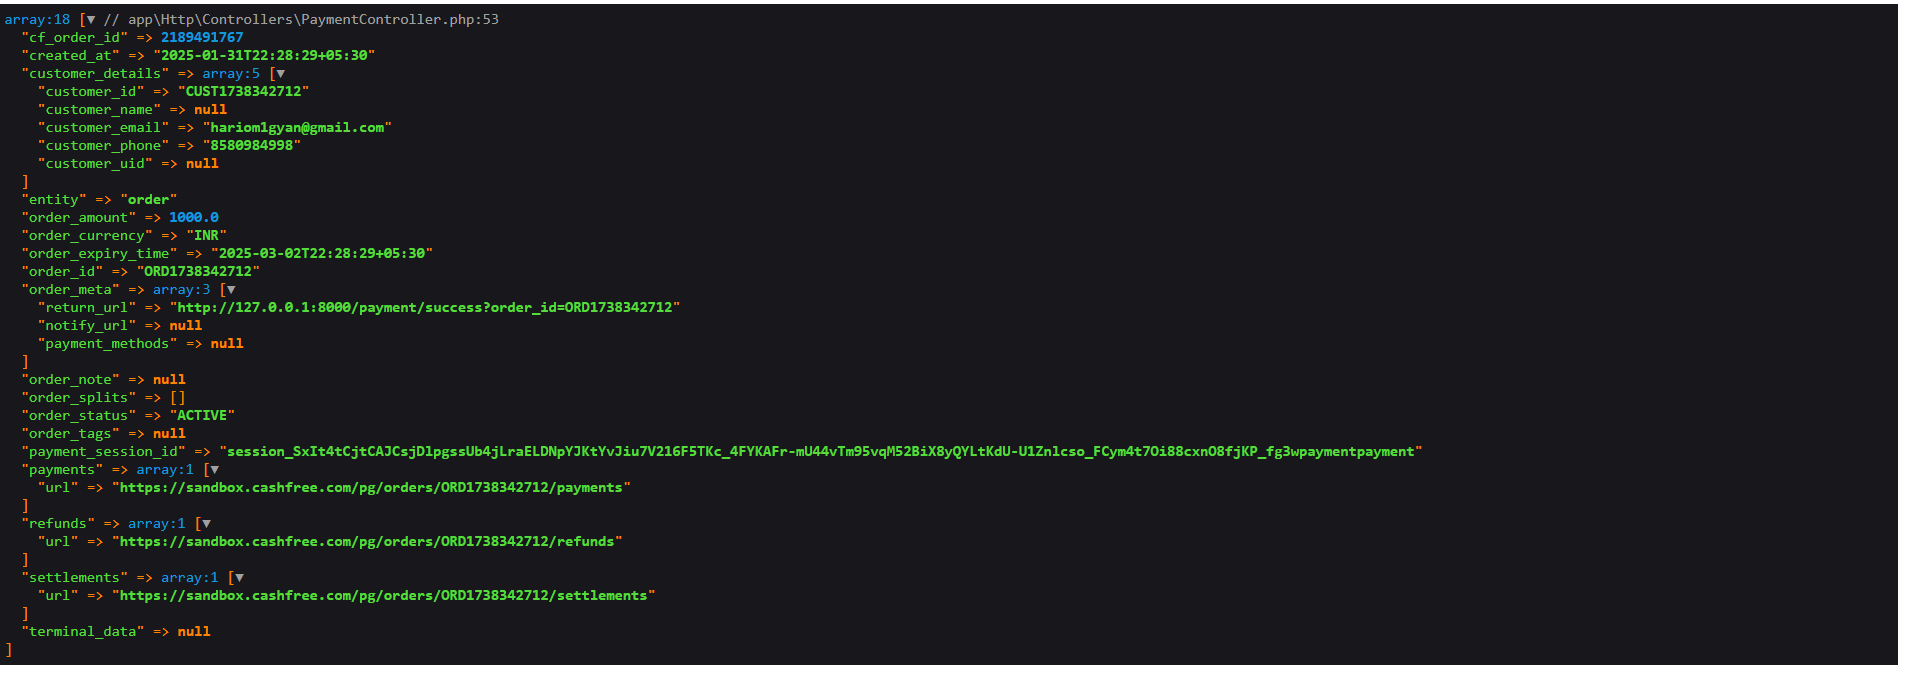 array:18 [▼ // app\Http\Controllers\PaymentController.php:53
  "cf_order_id" => 2189491767
  "created_at" => "2025-01-31T22:28:29+05:30"
  "customer_details" => array:5 [▼
    "customer_id" => "CUST1738342712"
    "customer_name" => null
    "customer_email" => "hariom1gyan@gmail.com"
    "customer_phone" => "8580984998"
    "customer_uid" => null
  ]
  "entity" => "order"
  "order_amount" => 1000.0
  "order_currency" => "INR"
  "order_expiry_time" => "2025-03-02T22:28:29+05:30"
  "order_id" => "ORD1738342712"
  "order_meta" => array:3 [▼
    "return_url" => "http://127.0.0.1:8000/payment/success?order_id=ORD1738342712"
    "notify_url" => null
    "payment_methods" => null
  ]
  "order_note" => null
  "order_splits" => []
  "order_status" => "ACTIVE"
  "order_tags" => null
  "payment_session_id" => "session_SxIt4tCjtCAJCsjDlpgssUb4jLraELDNpYJKtYvJiu7V216F5TKc_4FYKAFr-mU44vTm95vqM52BiX8yQYLtKdU-U1Znlcso_FCym4t7Oi88cxnO8fjKP_fg3wpaymentpayment"
  "payments" => array:1 [▼
    "url" => "https://sandbox.cashfree.com/pg/orders/ORD1738342712/payments"
  ]
  "refunds" => array:1 [▼
    "url" => "https://sandbox.cashfree.com/pg/orders/ORD1738342712/refunds"
  ]
  "settlements" => array:1 [▼
    "url" => "https://sandbox.cashfree.com/pg/orders/ORD1738342712/settlements"
  ]
  "terminal_data" => null
]